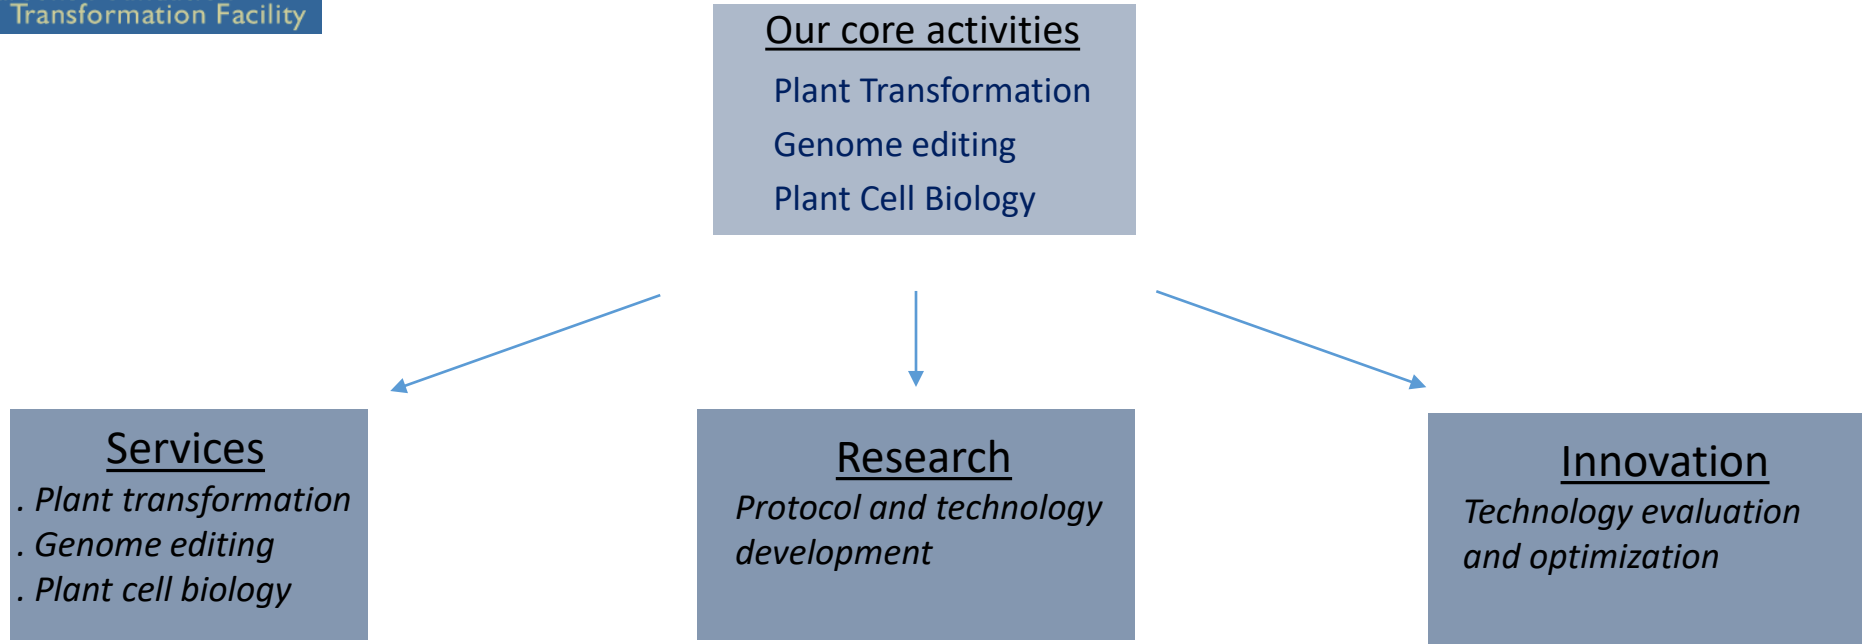 Transformation Facility
Our core activities
Plant Transformation
Genome editing
Plant Cell Biology
Services
. Plant transformation
. Genome editing
. Plant cell biology
Research
Protocol and technology
development
Innovation
Technology evaluation
and optimization